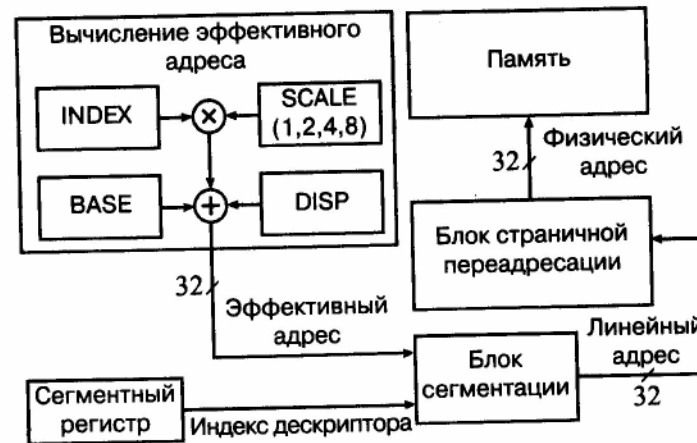 Вычисление эффективного
адреса
INDEX
×
SCALE
(1,2,4,8)
BASE
+
DISP
32
Эффективный
адрес
Память
32
Физический
адрес
Блок страничной
переадресации
Сегментный
регистр
Индекс дескриптора
Блок
сегментации
Линейный
адрес
32